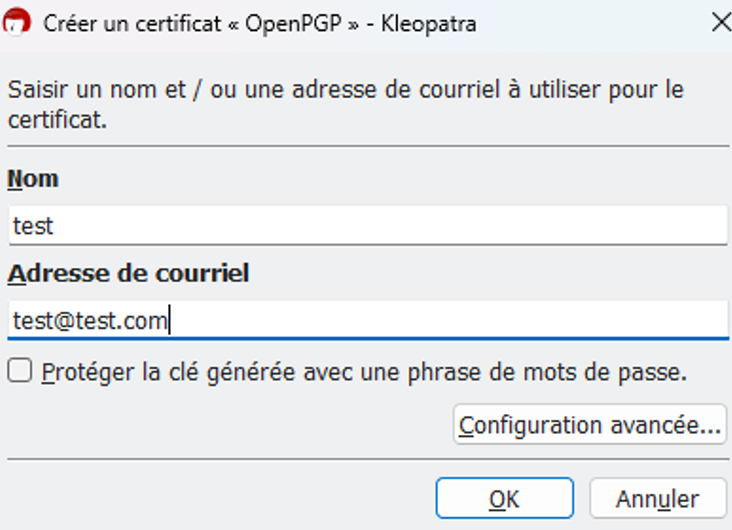 Créer un certificat « OpenPGP » - Kleopatra
Saisir un nom et / ou une adresse de courriel à utiliser pour le
certificat.
Nom
test
Adresse de courriel
test@test.com
Protéger la clé générée avec une phrase de mots de passe.
Configuration avancée...
OK
Annuler